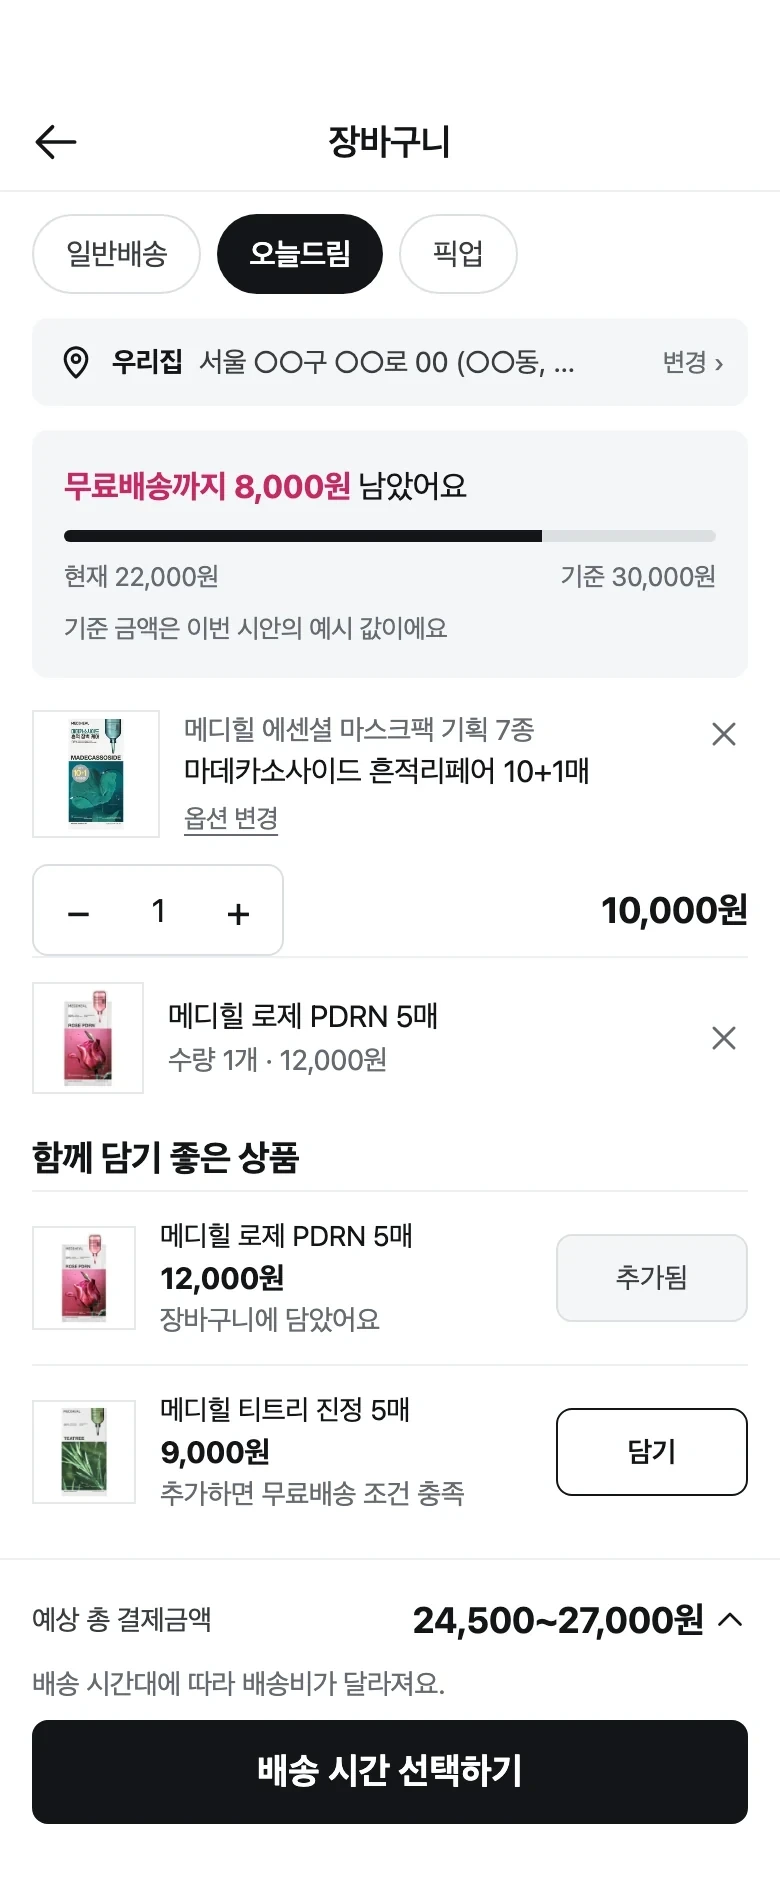 장바구니
일반배송 오늘드림 픽업
우리집 서울 ○○구 ○○로 00 (○○동, ... 변경 ›
무료배송까지 8,000원 남았어요
현재 22,000원 기준 30,000원
기준 금액은 이번 시안의 예시 값이에요
메디힐 에센셜 마스크팩 기획 7종
마데카소사이드 흔적리페어 10+1매
옵션 변경
MEDIHEAL
MADECASSOSIDE
10+1
− 1 + 10,000원
메디힐 로제 PDRN 5매
수량 1개 · 12,000원
MEDIHEAL
ROSE PDRN
함께 담기 좋은 상품
메디힐 로제 PDRN 5매
12,000원
장바구니에 담았어요
추가됨
ROSE PDRN
메디힐 티트리 진정 5매
9,000원
추가하면 무료배송 조건 충족
담기
TEATREE
예상 총 결제금액 24,500~27,000원
배송 시간대에 따라 배송비가 달라져요.
배송 시간 선택하기